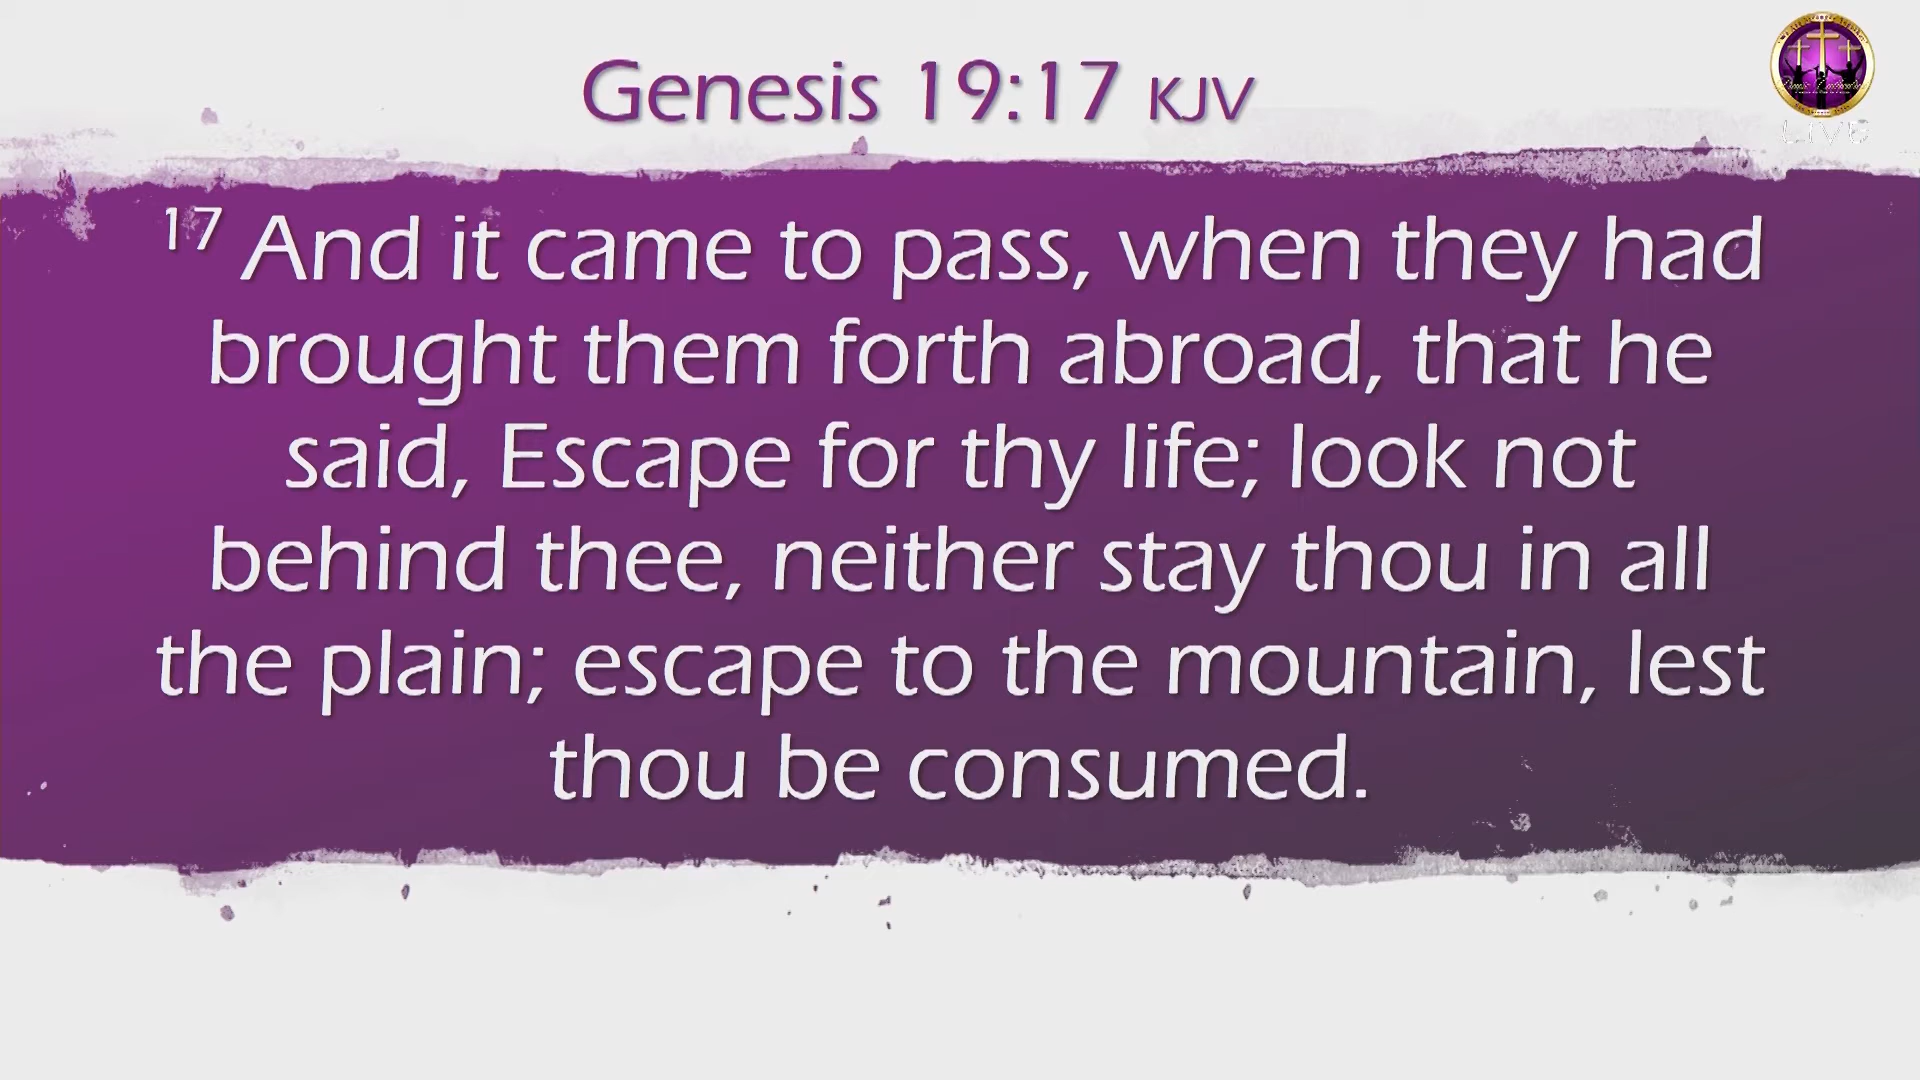 Genesis 19:17 KJV
LIVE
17 And it came to pass, when they had
brought them forth abroad, that he
said, Escape for thy life; look not
behind thee, neither stay thou in all
the plain; escape to the mountain, lest
thou be consumed.